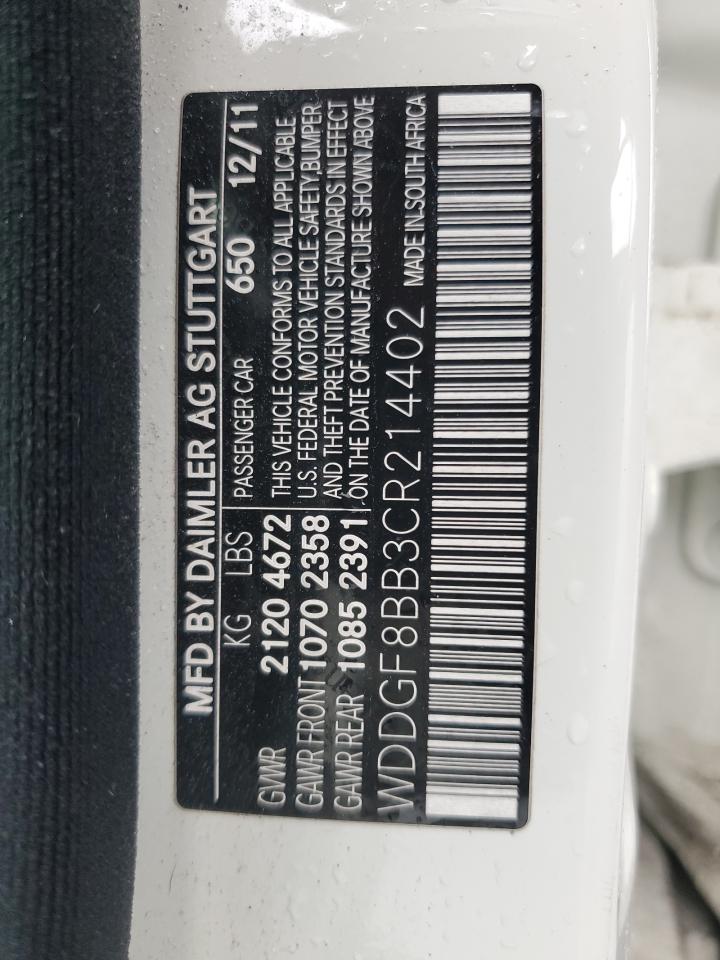 MFD BY DAIMLER AG STUTTGART
KG LBS
PASSENGER CAR 650 12/11
GVWR 2120 4672
GAWR FRONT 1070 2358
GAWR REAR 1085 2391
THIS VEHICLE CONFORMS TO ALL APPLICABLE
U.S. FEDERAL MOTOR VEHICLE SAFETY,BUMPER
AND THEFT PREVENTION STANDARDS IN EFFECT
ON THE DATE OF MANUFACTURE SHOWN ABOVE
WDDGF8BB3CR214402 MADE IN SOUTH AFRICA